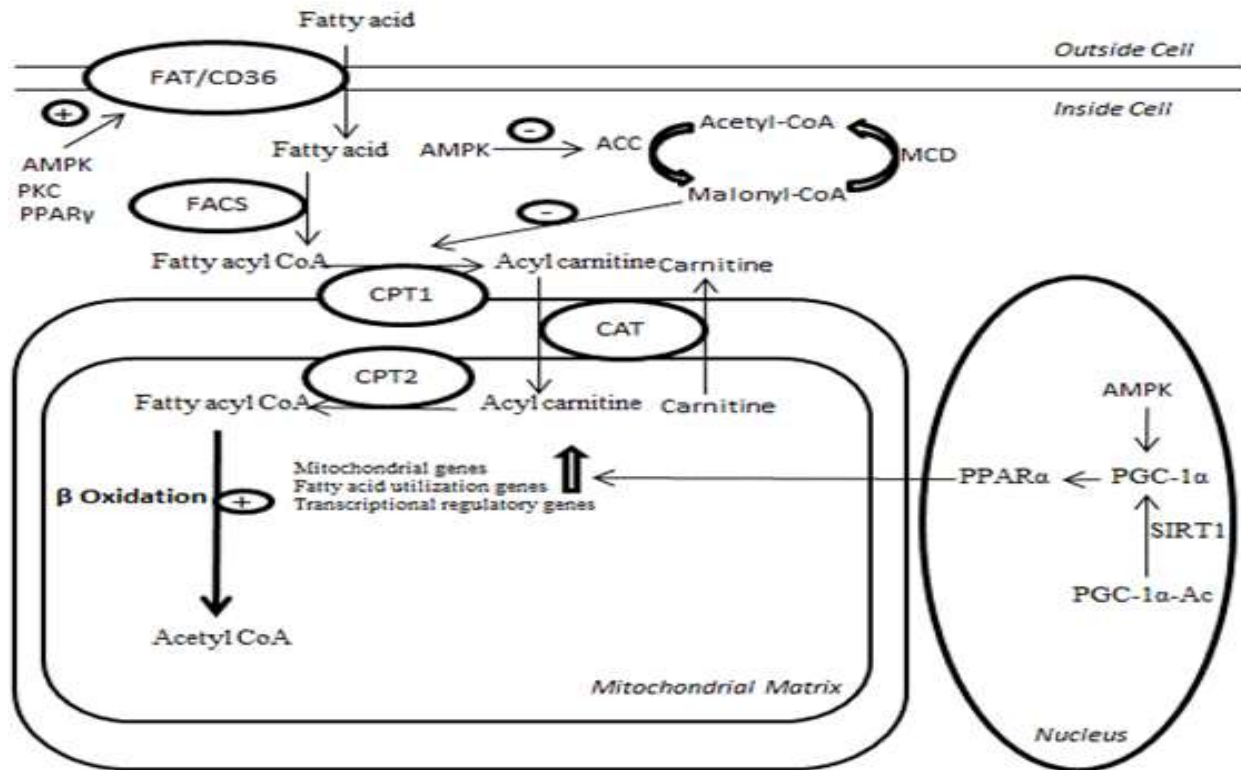 Fatty acid
Outside Cell
FAT/CD36
Inside Cell
+
AMPK
PKC
PPARγ
Fatty acid
AMPK
-
ACC
Acetyl-CoA
MCD
Malonyl-CoA
FACS
-
Fatty acyl CoA
Acyl carnitine
Carnitine
CPT1
CAT
CPT2
Fatty acyl CoA
Acyl carnitine
Carnitine
β Oxidation
+
Mitochondrial genes
Fatty acid utilization genes
Transcriptional regulatory genes
Acetyl CoA
Mitochondrial Matrix
AMPK
PPARα
PGC-1α
SIRT1
PGC-1α-Ac
Nucleus